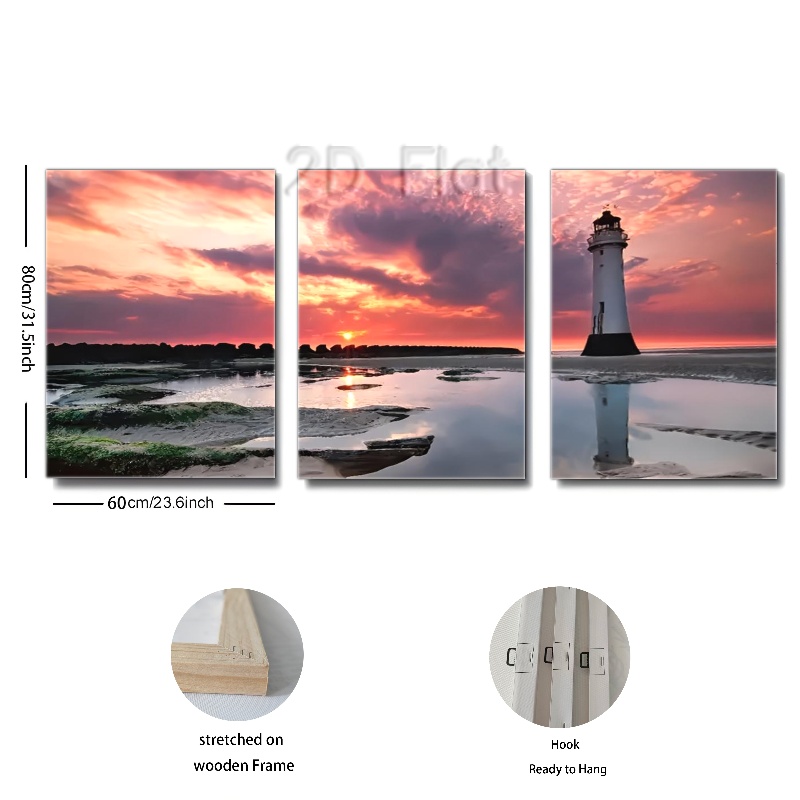 2D Flat
80cm/31.5inch
60cm/23.6inch
stretched on
wooden Frame
Hook
Ready to Hang